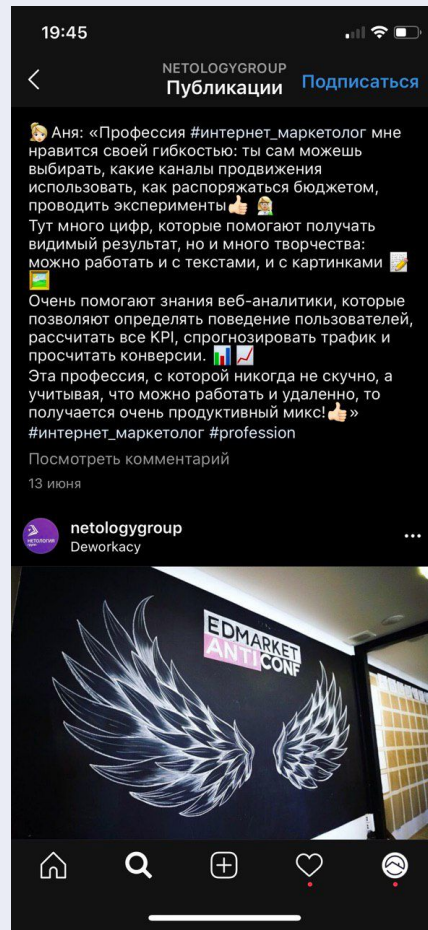 19:45
NETOLOGYGROUP
Публикации
Подписаться
Аня: «Профессия #интернет_маркетолог мне
нравится своей гибкостью: ты сам можешь
выбирать, какие каналы продвижения
использовать, как распоряжаться бюджетом,
проводить эксперименты👍🏻 👩🏼‍🔬
Тут много цифр, которые помогают получать
видимый результат, но и много творчества:
можно работать и с текстами, и с картинками 📝
🖼
Очень помогают знания веб-аналитики, которые
позволяют определять поведение пользователей,
рассчитать все KPI, спрогнозировать трафик и
просчитать конверсии. 📊 📈
Эта профессия, с которой никогда не скучно, а
учитывая, что можно работать и удаленно, то
получается очень продуктивный микс!👍🏻»
#интернет_маркетолог #profession
Посмотреть комментарий
13 июня
НЕТОЛОГИЯ
netologygroup
Deworkacy
EDMARKET
ANTICONF